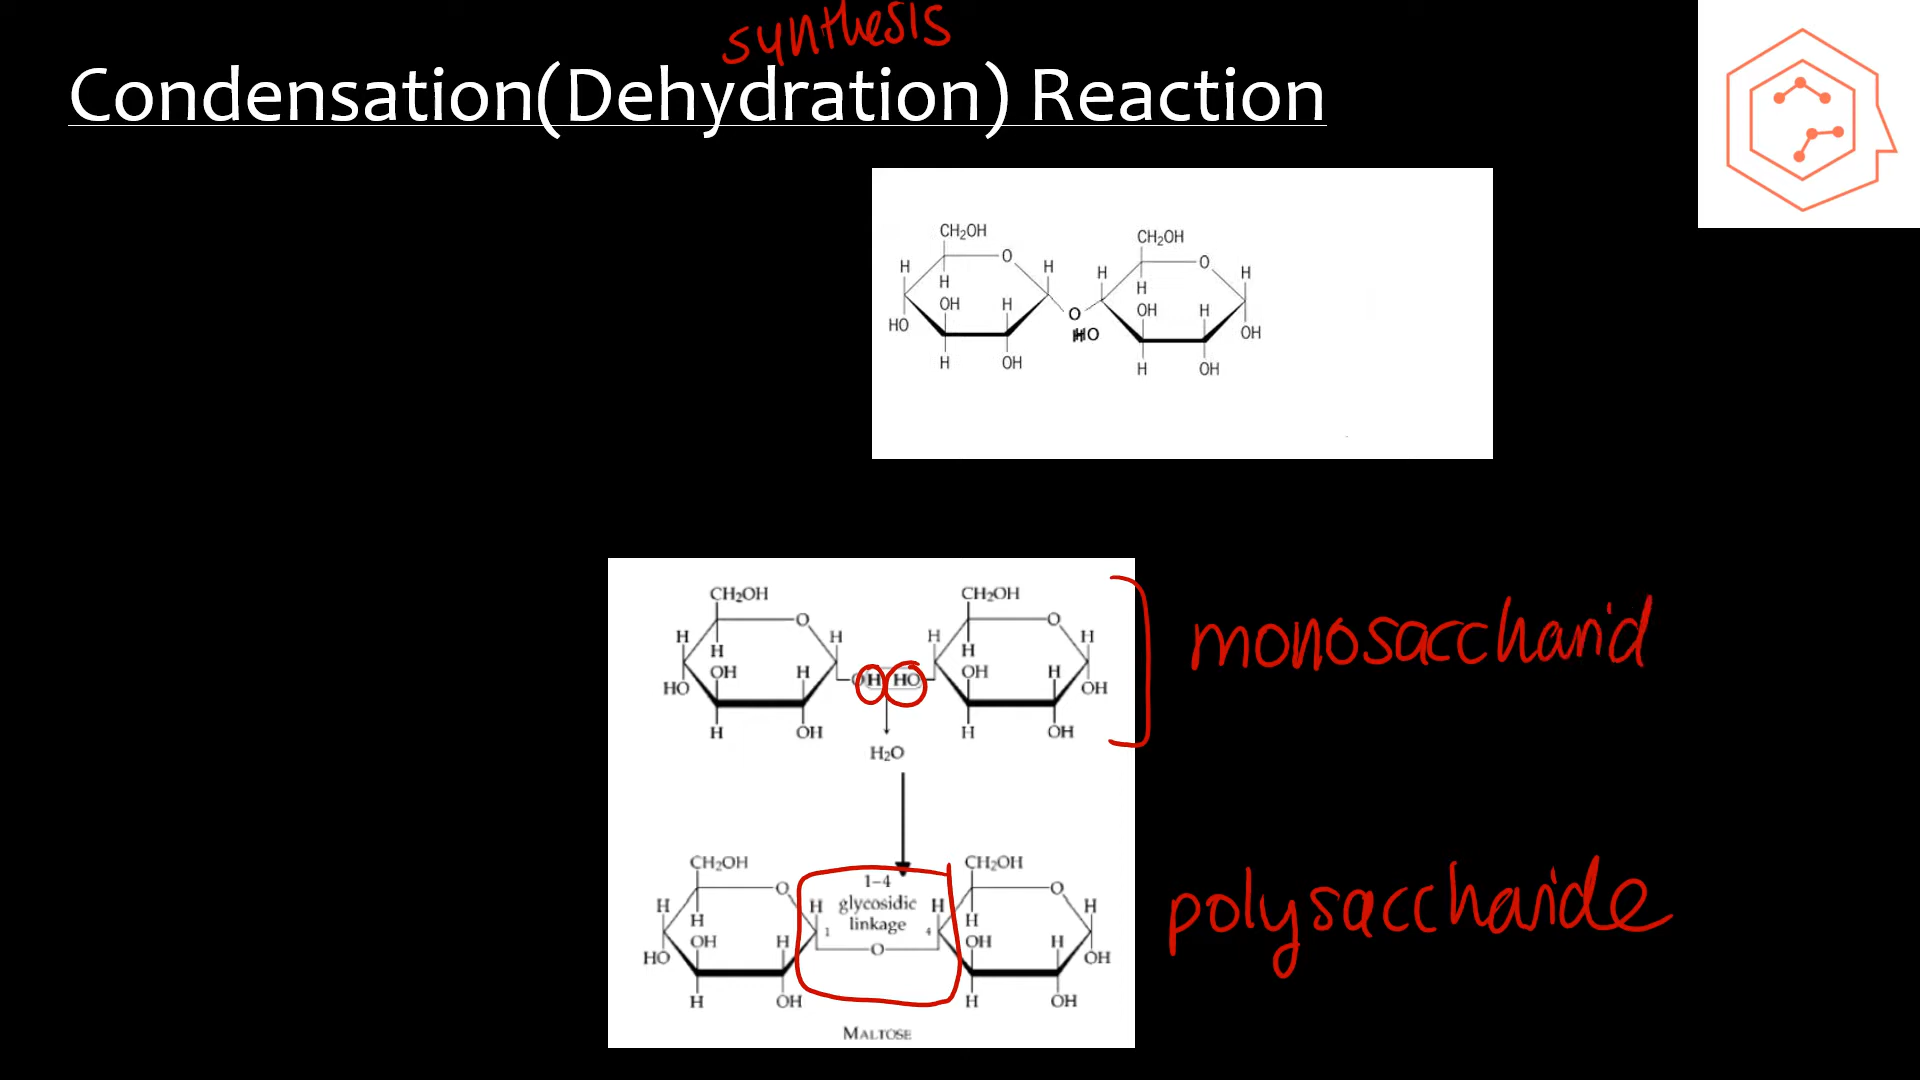 synthesis
Condensation(Dehydration) Reaction
CH₂OH CH₂OH
O O
H H H H
H H
OH H OH H
O
HO HO OH
H OH H OH
CH₂OH CH₂OH
O O
H H H H
H H
OH H OH H
HO OH HO OH
H OH H OH
H₂O
monosaccharid
CH₂OH CH₂OH
1–4
O O
H H glycosidic H H
H linkage H
1 4
OH H O OH H
HO OH
H OH H OH
MALTOSE
polysaccharide